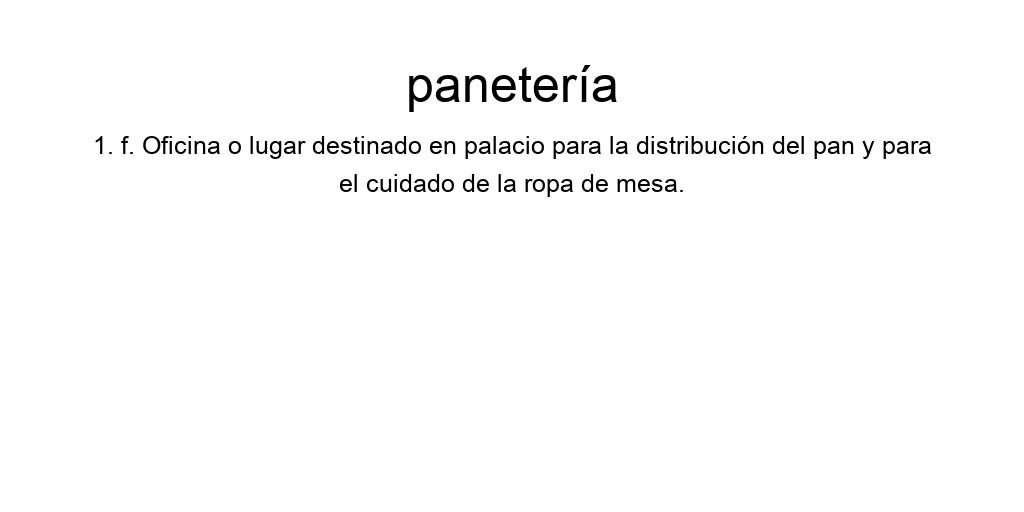 panetería
1. f. Oficina o lugar destinado en palacio para la distribución del pan y para
el cuidado de la ropa de mesa.